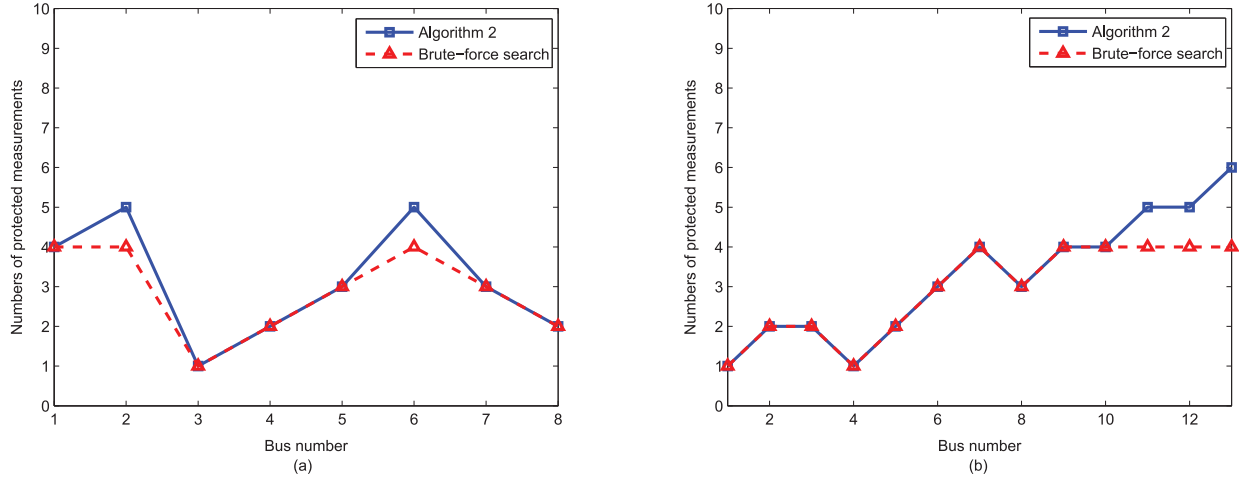 10
9
8
7
6
5
4
3
2
1
0
Numbers of protected measurements
Algorithm 2
Brute−force search
1 2 3 4 5 6 7 8
Bus number
(a)
10
9
8
7
6
5
4
3
2
1
0
Numbers of protected measurements
Algorithm 2
Brute−force search
2 4 6 8 10 12
Bus number
(b)